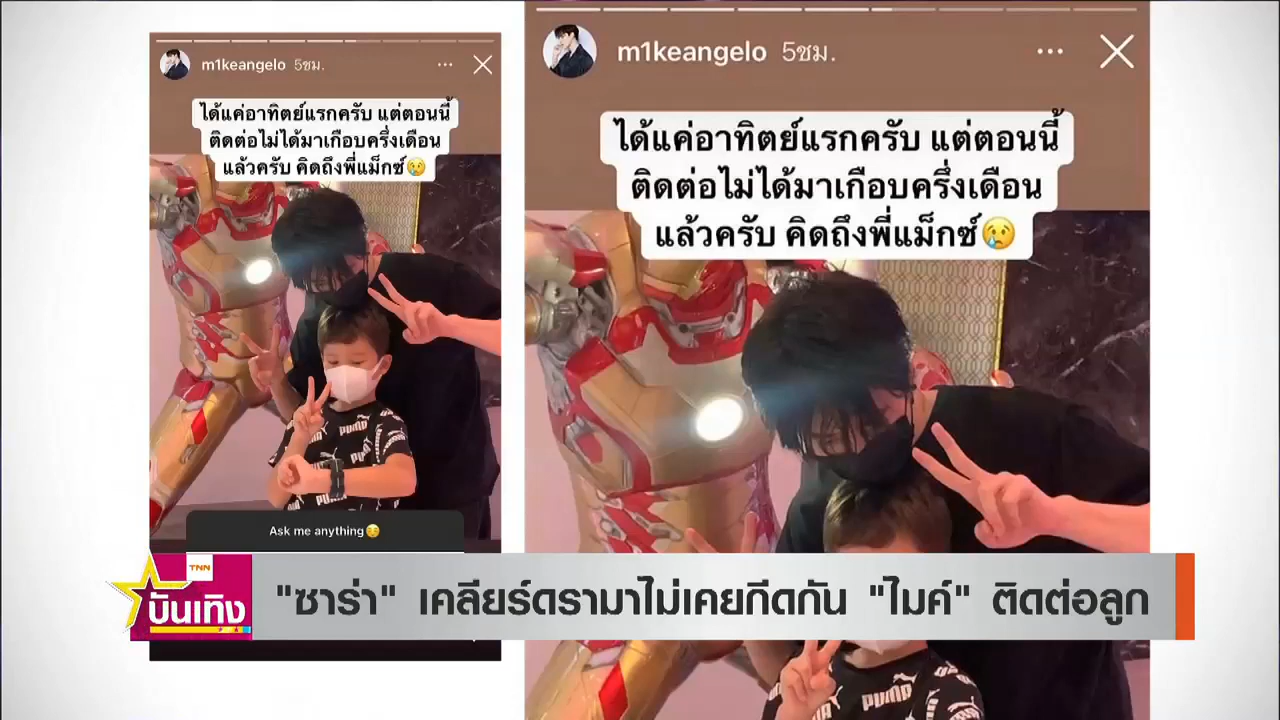 m1keangelo 5ชม.
ได้แค่อาทิตย์แรกครับ แต่ตอนนี้
ติดต่อไม่ได้มาเกือบครึ่งเดือน
แล้วครับ คิดถึงพี่แม็กซ์😢
PUMA
Ask me anything☺️
m1keangelo 5ชม.
ได้แค่อาทิตย์แรกครับ แต่ตอนนี้
ติดต่อไม่ได้มาเกือบครึ่งเดือน
แล้วครับ คิดถึงพี่แม็กซ์😢
PUMA
TNN
บันเทิง
"ซาร่า" เคลียร์ดรามาไม่เคยกีดกัน "ไมค์" ติดต่อลูก